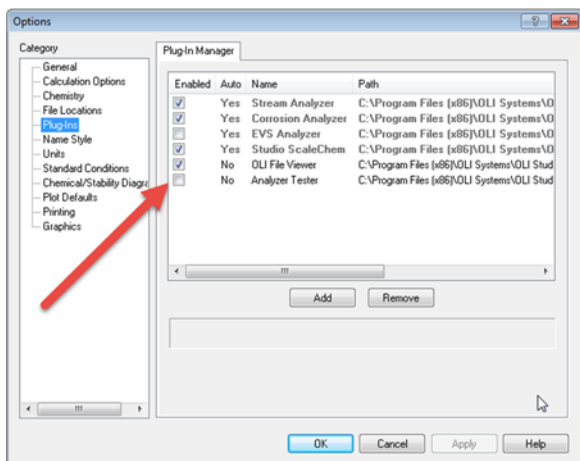 Options
Category
General
Calculation Options
Chemistry
File Locations
Plug-Ins
Name Style
Units
Standard Conditions
Chemical/Stability Diagra
Plot Defaults
Printing
Graphics
Plug-In Manager
Enabled Auto Name Path
Yes Stream Analyzer C:\Program Files (x86)\OLI Systems\O
Yes Corrosion Analyzer C:\Program Files (x86)\OLI Systems\O
Yes EVS Analyzer C:\Program Files (x86)\OLI Systems\O
Yes Studio ScaleChem C:\Program Files (x86)\OLI Systems\O
No OLI File Viewer C:\Program Files (x86)\OLI Systems\OLI Stud
No Analyzer Tester C:\Program Files (x86)\OLI Systems\OLI Stud
Add Remove
OK Cancel Apply Help